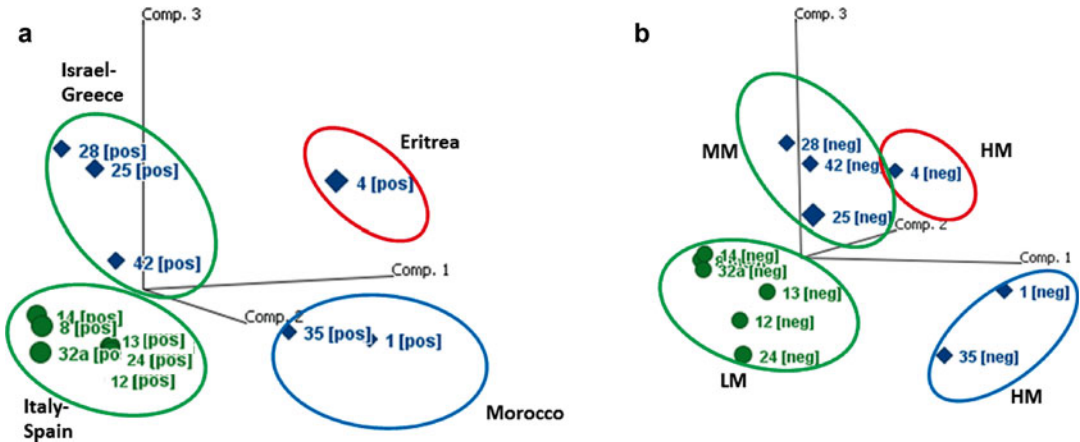 a
Comp. 3
Israel-
Greece
28 [pos]
25 [pos]
42 [pos]
Eritrea
4 [pos]
Comp. 1
Comp. 2
14 [pos]
8 [pos]
32a [po
13 [pos]
24 [pos]
12 [pos]
35 [pos]
1 [pos]
Italy-
Spain
Morocco
b
Comp. 3
MM
28 [neg]
42 [neg]
25 [neg]
HM
4 [neg]
Comp. 2
Comp. 1
14 [neg]
8
32a [neg]
13 [neg]
12 [neg]
24 [neg]
LM
1 [neg]
35 [neg]
HM